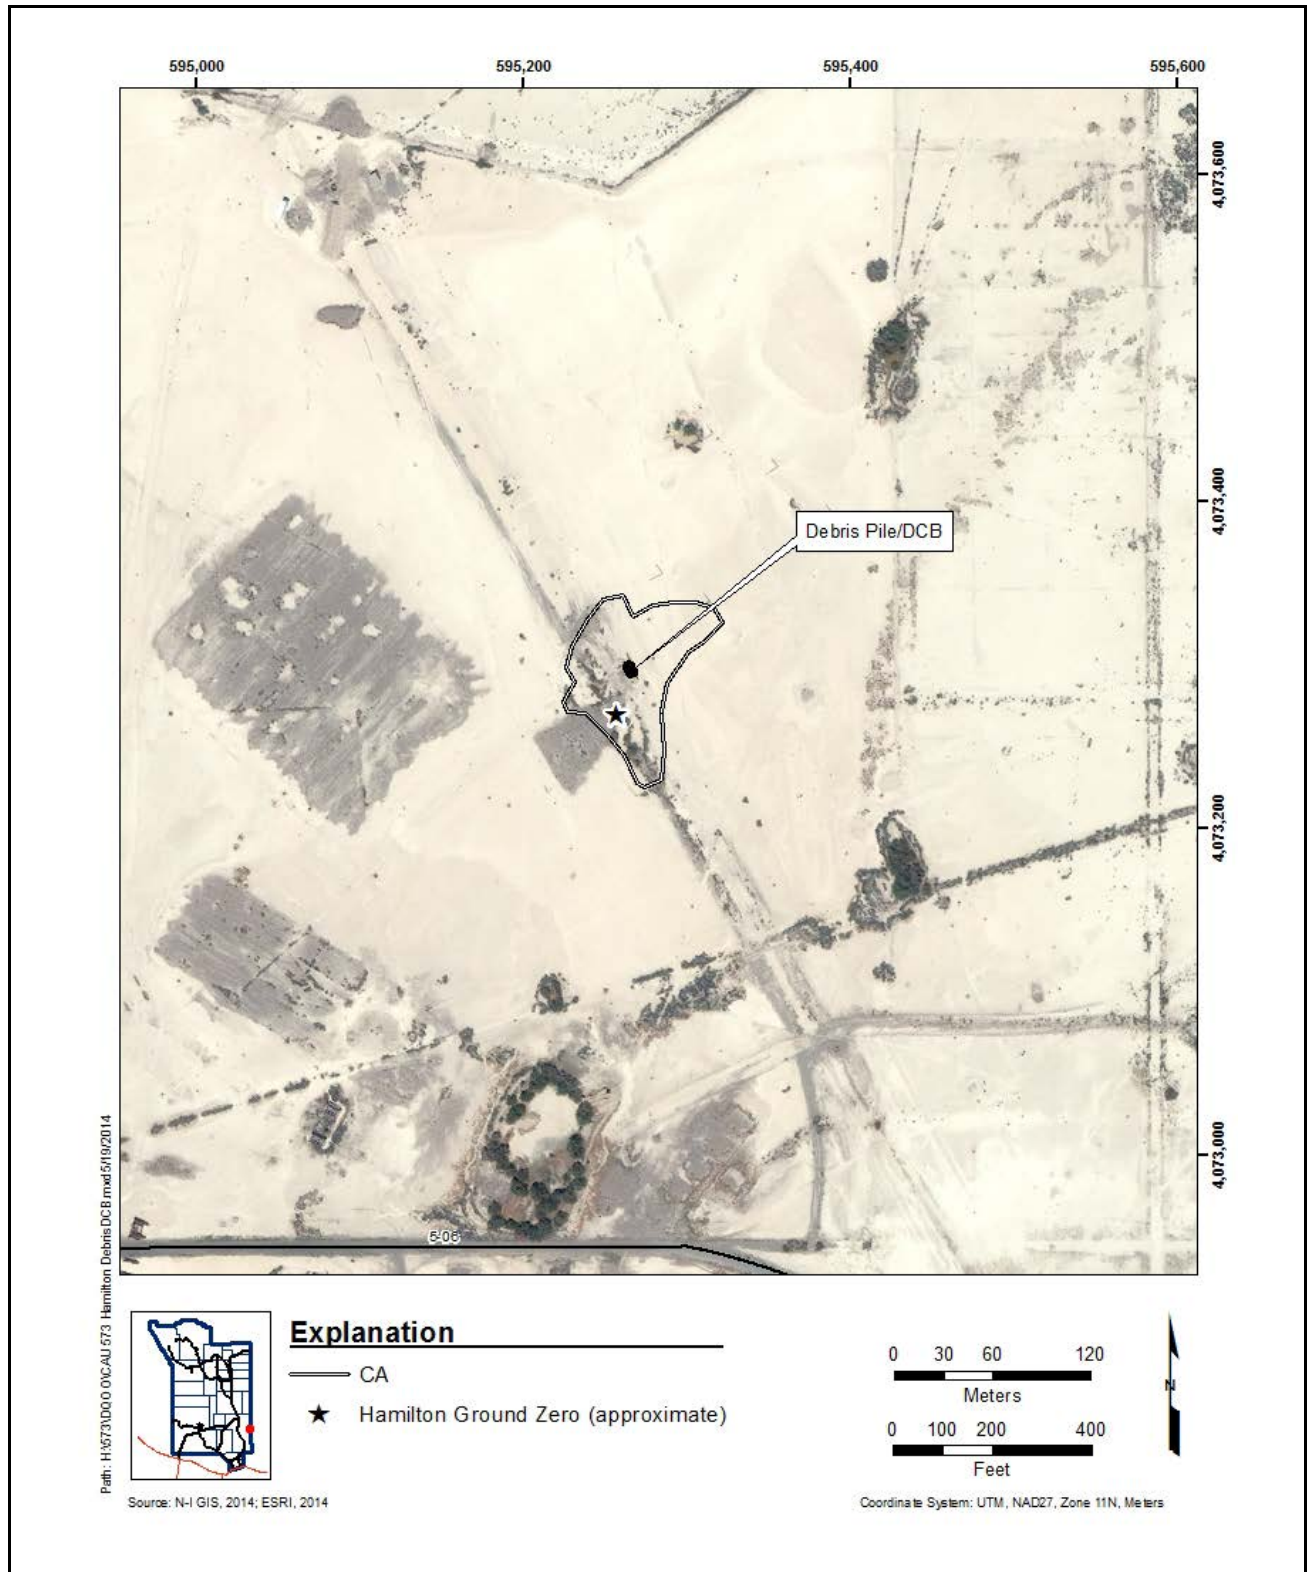 595,000 595,200 595,400 595,600
4,073,600
4,073,400
Debris Pile/DCB
4,073,200
4,073,000
5-06
Path: H:\573\DQO 0\CAU 573 Hamilton DebrisDCB.mxd 5/19/2014
Explanation
CA
Hamilton Ground Zero (approximate)
0 30 60 120
Meters
0 100 200 400
Feet
N
Source: N-I GIS, 2014; ESRI, 2014
Coordinate System: UTM, NAD27, Zone 11N, Meters